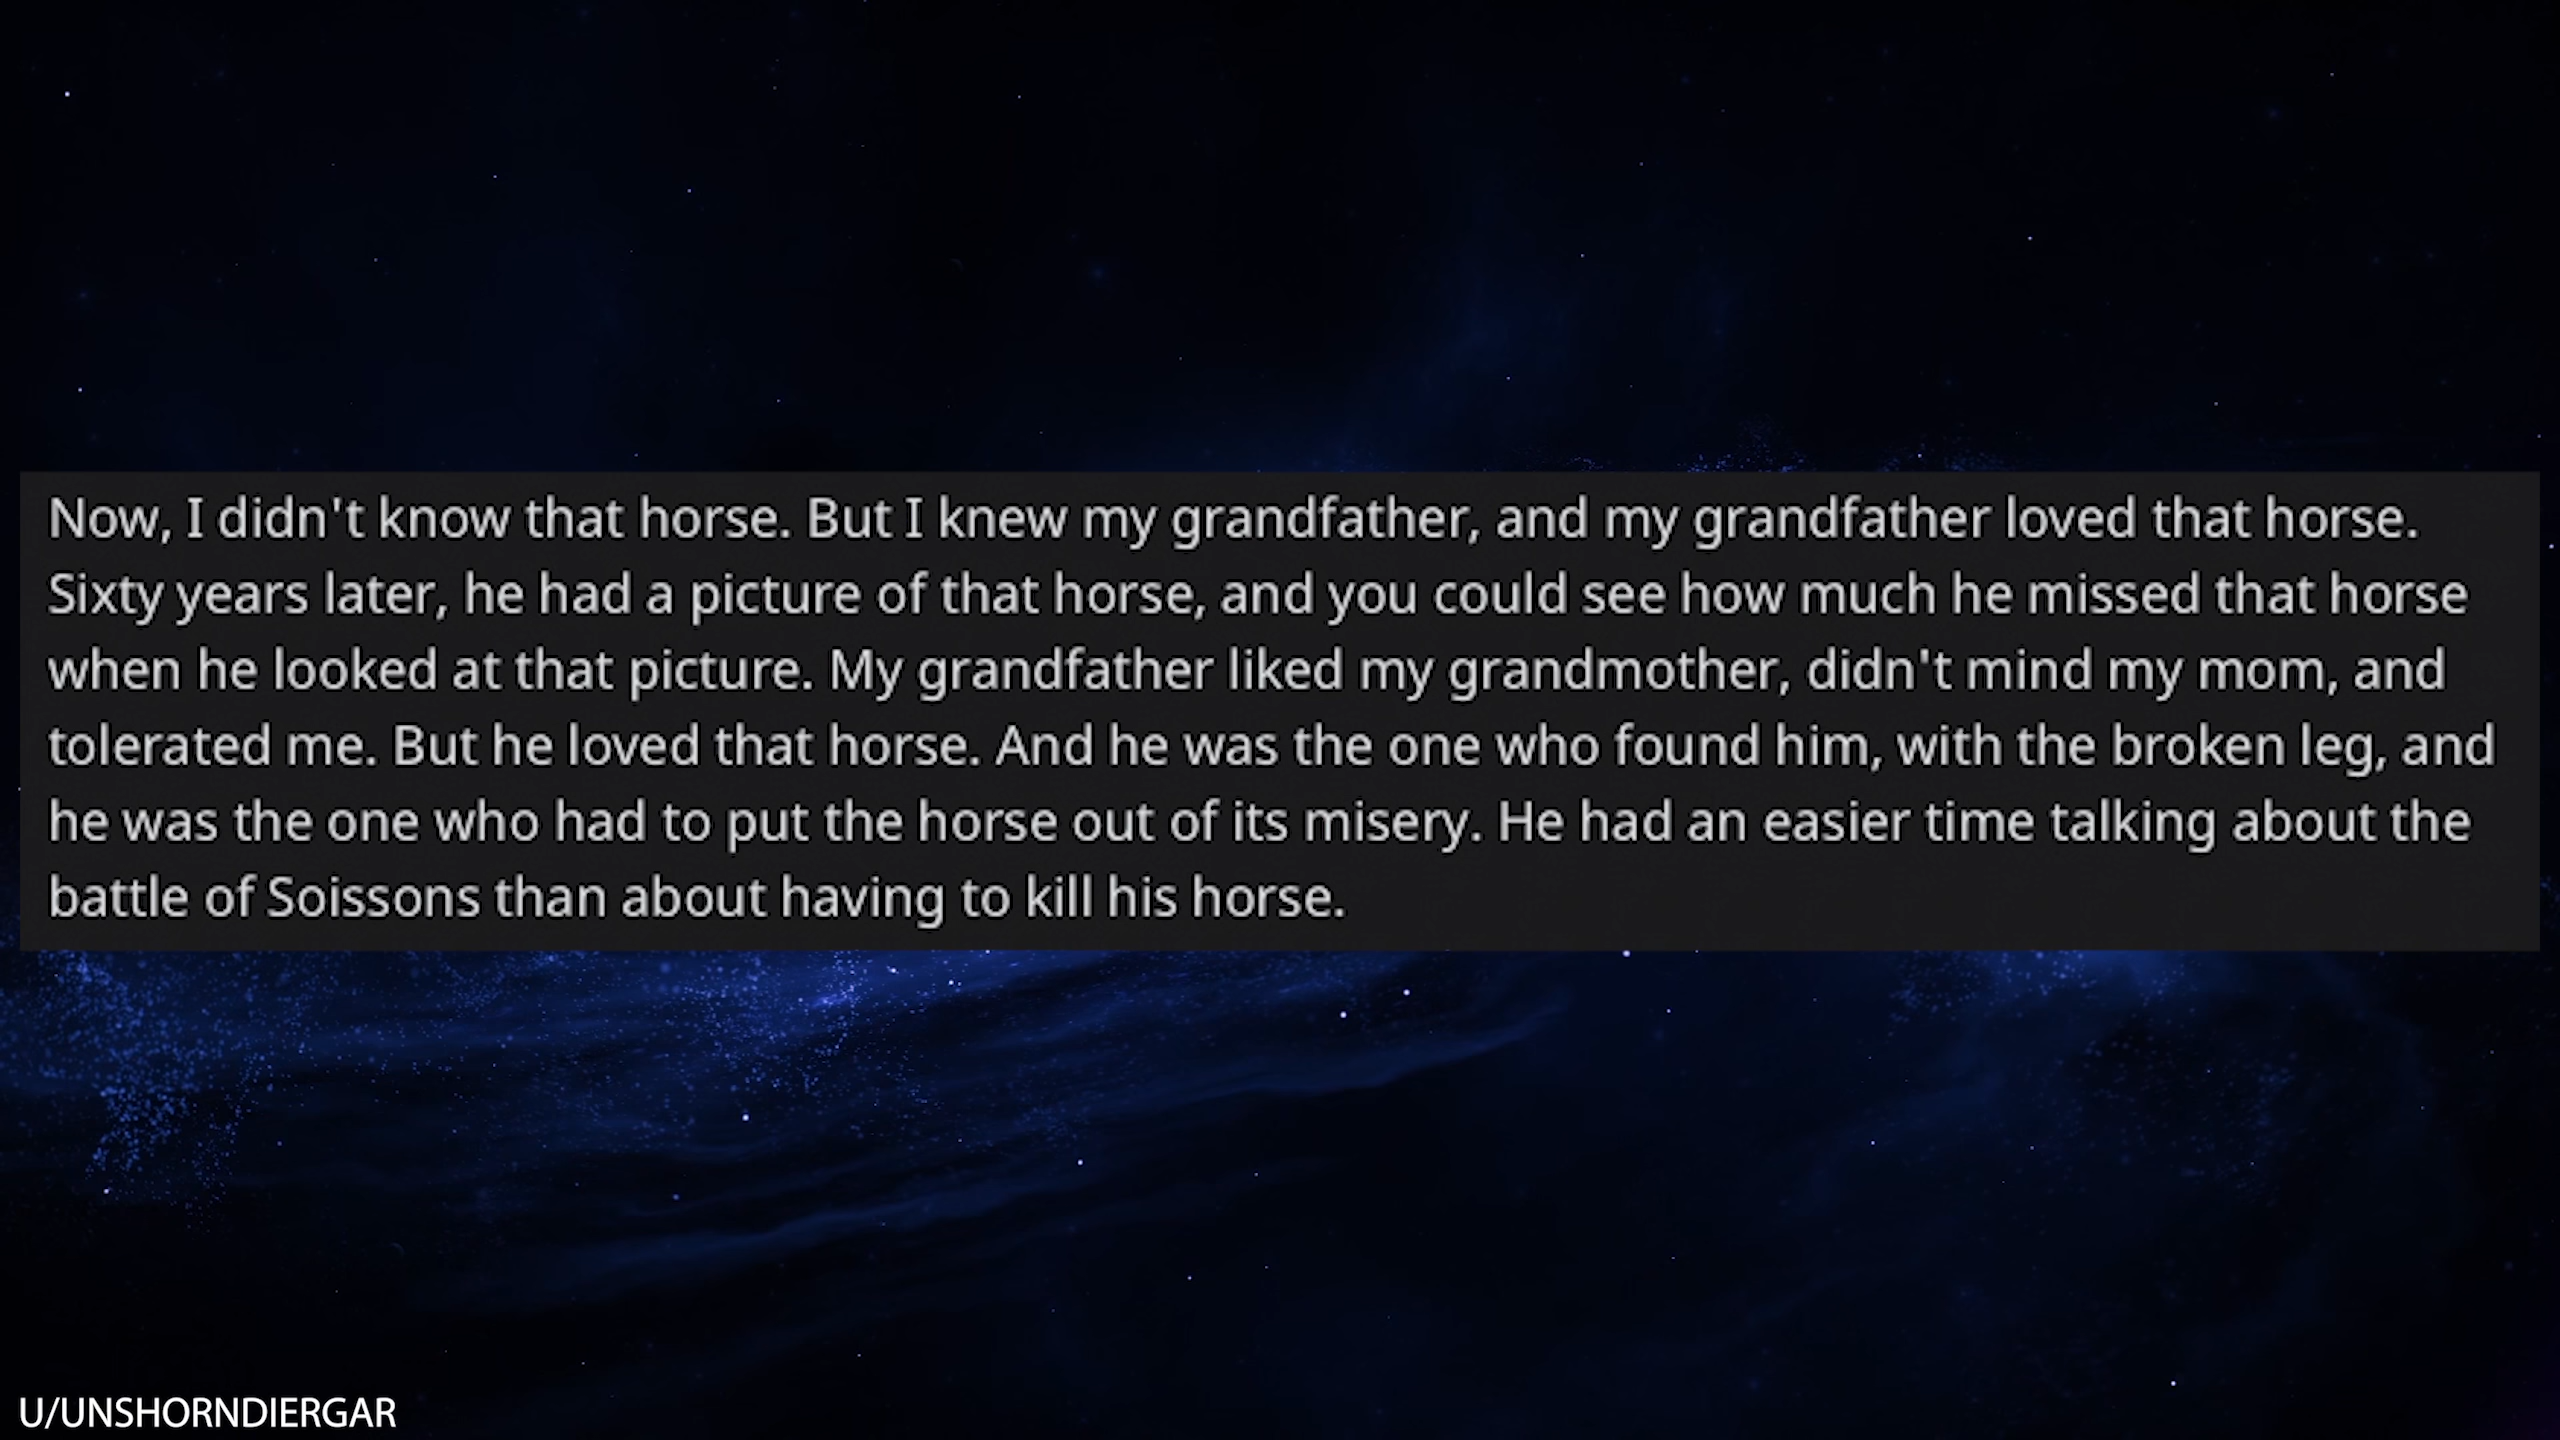 Now, I didn't know that horse. But I knew my grandfather, and my grandfather loved that horse.
Sixty years later, he had a picture of that horse, and you could see how much he missed that horse
when he looked at that picture. My grandfather liked my grandmother, didn't mind my mom, and
tolerated me. But he loved that horse. And he was the one who found him, with the broken leg, and
he was the one who had to put the horse out of its misery. He had an easier time talking about the
battle of Soissons than about having to kill his horse.
U/UNSHORNDIERGAR